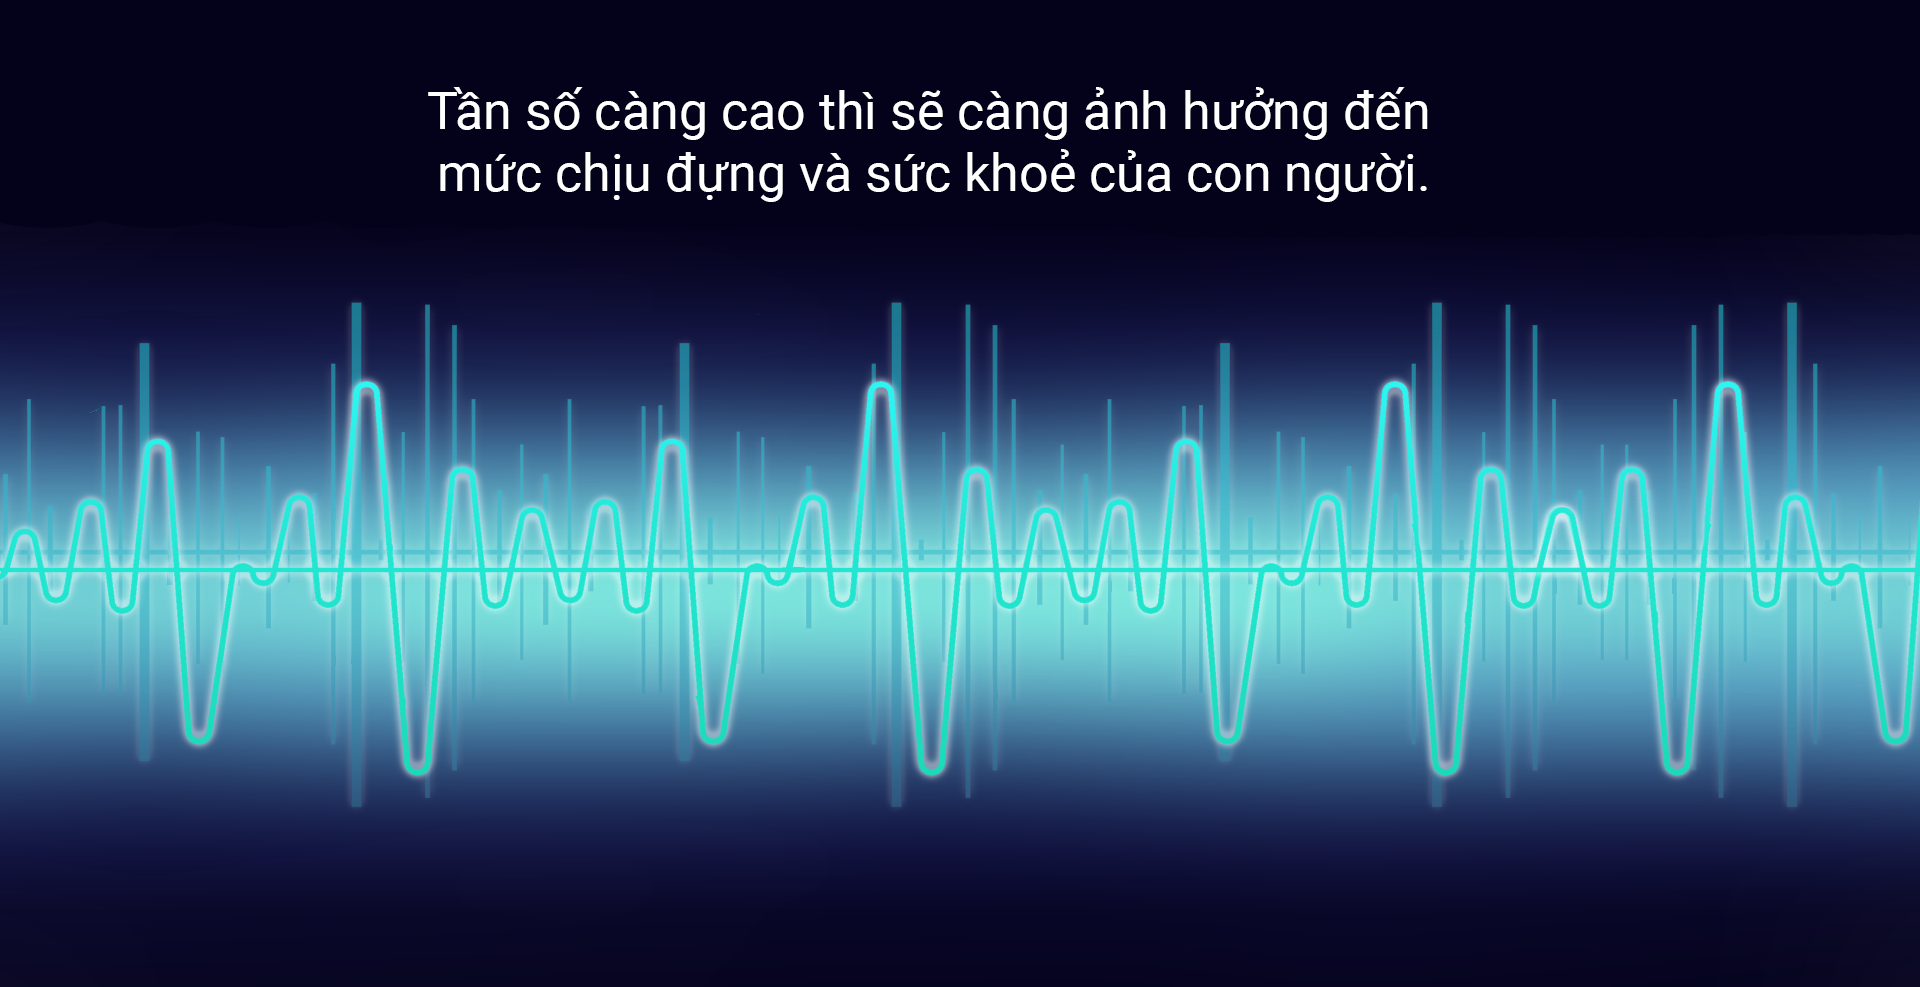 Tần số càng cao thì sẽ càng ảnh hưởng đến
mức chịu đựng và sức khoẻ của con người.